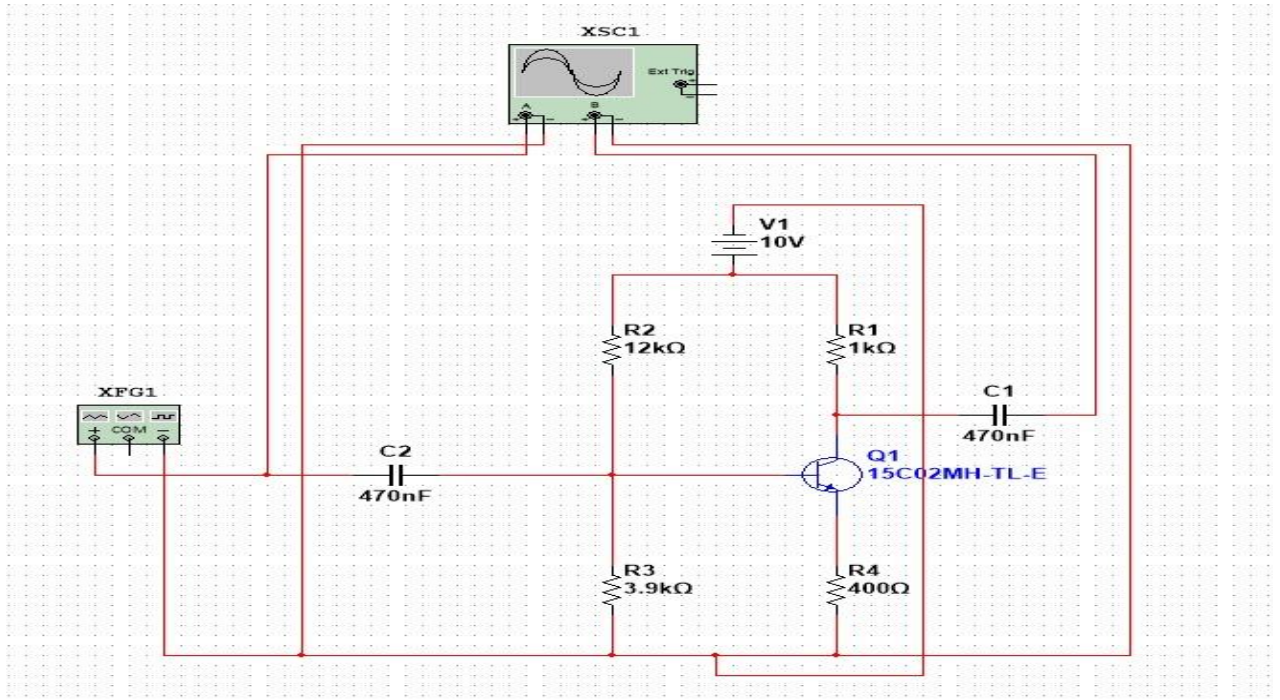 XSC1
Ext Trig
+
-
A
B
+
-
+
-
V1
10V
R2
12kΩ
R1
1kΩ
XFG1
COM
+
-
C1
470nF
C2
470nF
Q1
15C02MH-TL-E
R3
3.9kΩ
R4
400Ω